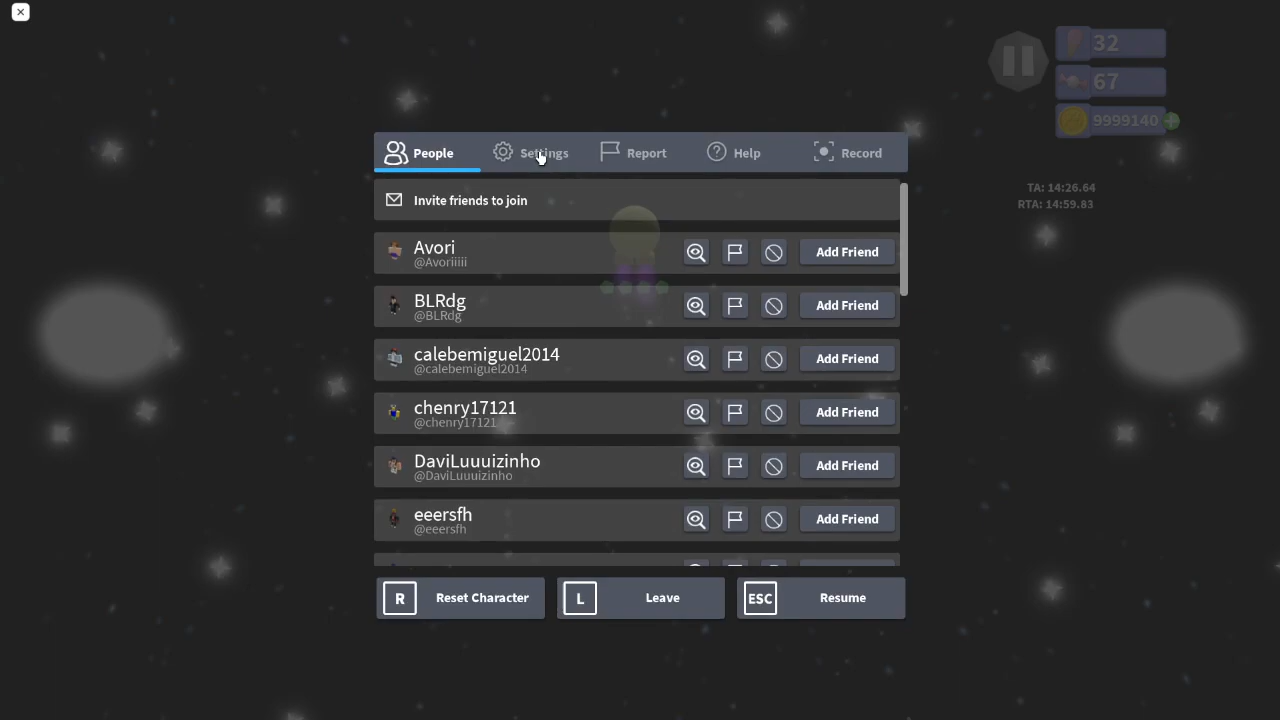 32
67
9999140
People Settings Report Help Record
Invite friends to join
TA: 14:26.64
RTA: 14:59.83
Avori
@Avoriiiii
Add Friend
BLRdg
@BLRdg
Add Friend
calebemiguel2014
@calebemiguel2014
Add Friend
chenry17121
@chenry17121
Add Friend
DaviLuuuizinho
@DaviLuuuizinho
Add Friend
eeersfh
@eeersfh
Add Friend
R Reset Character L Leave ESC Resume